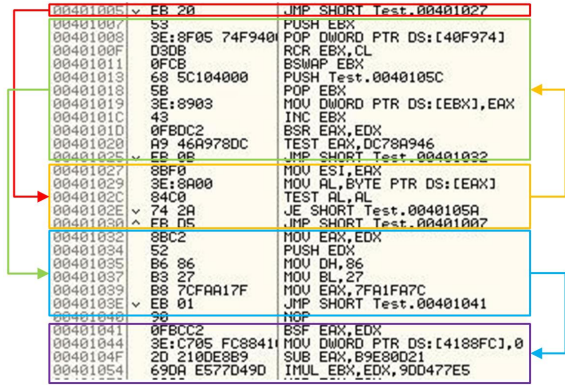 00401005 ˅ EB 20 JMP SHORT Test.00401027
00401007 53 PUSH EBX
00401008 3E:8F05 74F940 POP DWORD PTR DS:[40F974]
0040100F D3DB RCR EBX,CL
00401011 0FCB BSWAP EBX
00401013 68 5C104000 PUSH Test.0040105C
00401018 5B POP EBX
00401019 3E:8903 MOV DWORD PTR DS:[EBX],EAX
0040101C 43 INC EBX
0040101D 0FBDC2 BSR EAX,EDX
00401020 A9 46A978DC TEST EAX,DC78A946
00401025 ˅ EB 0B JMP SHORT Test.00401032
00401027 8BF0 MOV ESI,EAX
00401029 3E:8A00 MOV AL,BYTE PTR DS:[EAX]
0040102C 84C0 TEST AL,AL
0040102E ˅ 74 2A JE SHORT Test.0040105A
00401030 ^ EB D5 JMP SHORT Test.00401007
00401032 8BC2 MOV EAX,EDX
00401034 52 PUSH EDX
00401035 B6 86 MOV DH,86
00401037 B3 27 MOV BL,27
00401039 B8 7CFAA17F MOV EAX,7FA1FA7C
0040103E ˅ EB 01 JMP SHORT Test.00401041
00401040 90 NOP
00401041 0FBCC2 BSF EAX,EDX
00401044 3E:C705 FC8841 MOV DWORD PTR DS:[4188FC],0
0040104F 2D 210DE8B9 SUB EAX,B9E80D21
00401054 69DA E577D49D IMUL EBX,EDX,9DD477E5